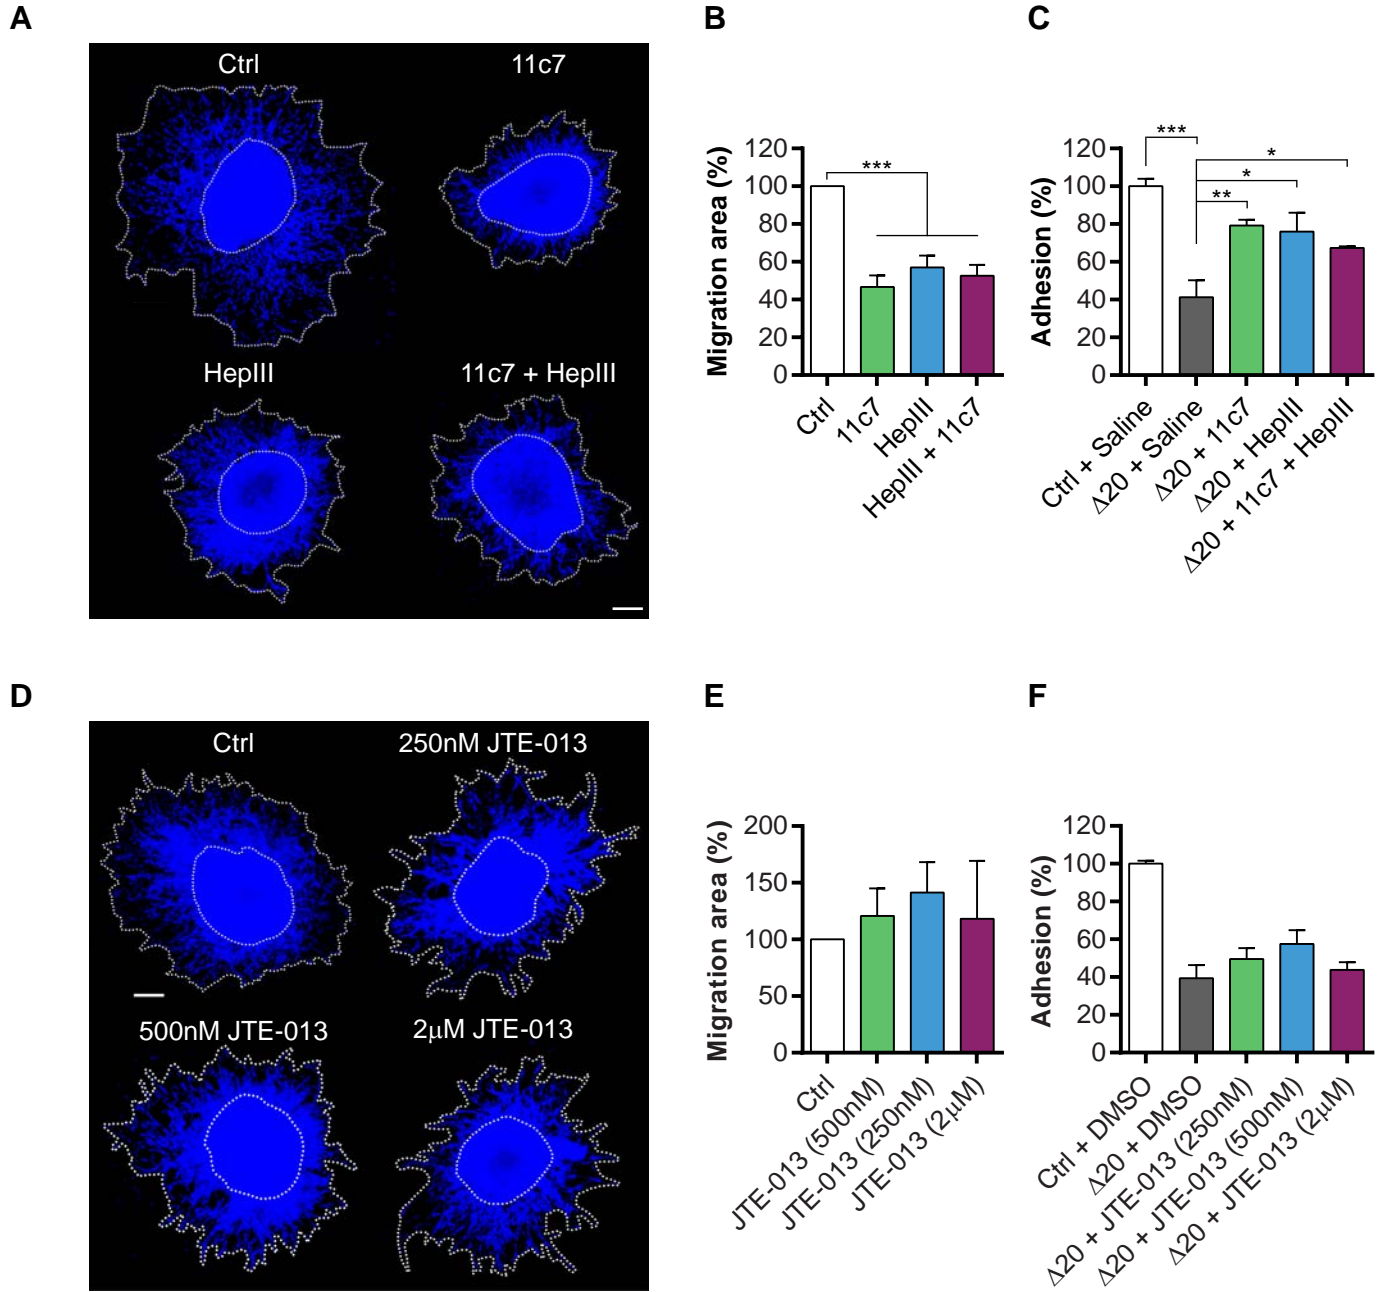 A
B
C
Ctrl
11c7
HepIII
11c7 + HepIII
Migration area (%)
120
100
80
60
40
20
0
***
Ctrl
11c7
HepIII
HepIII + 11c7
Adhesion (%)
120
100
80
60
40
20
0
***
*
*
**
Ctrl + Saline
Δ20 + Saline
Δ20 + 11c7
Δ20 + HepIII
Δ20 + 11c7 + HepIII
D
E
F
Ctrl
250nM JTE-013
500nM JTE-013
2μM JTE-013
Migration area (%)
200
150
100
50
0
Ctrl
JTE-013 (500nM)
JTE-013 (250nM)
JTE-013 (2μM)
Adhesion (%)
120
100
80
60
40
20
0
Ctrl + DMSO
Δ20 + DMSO
Δ20 + JTE-013 (250nM)
Δ20 + JTE-013 (500nM)
Δ20 + JTE-013 (2μM)